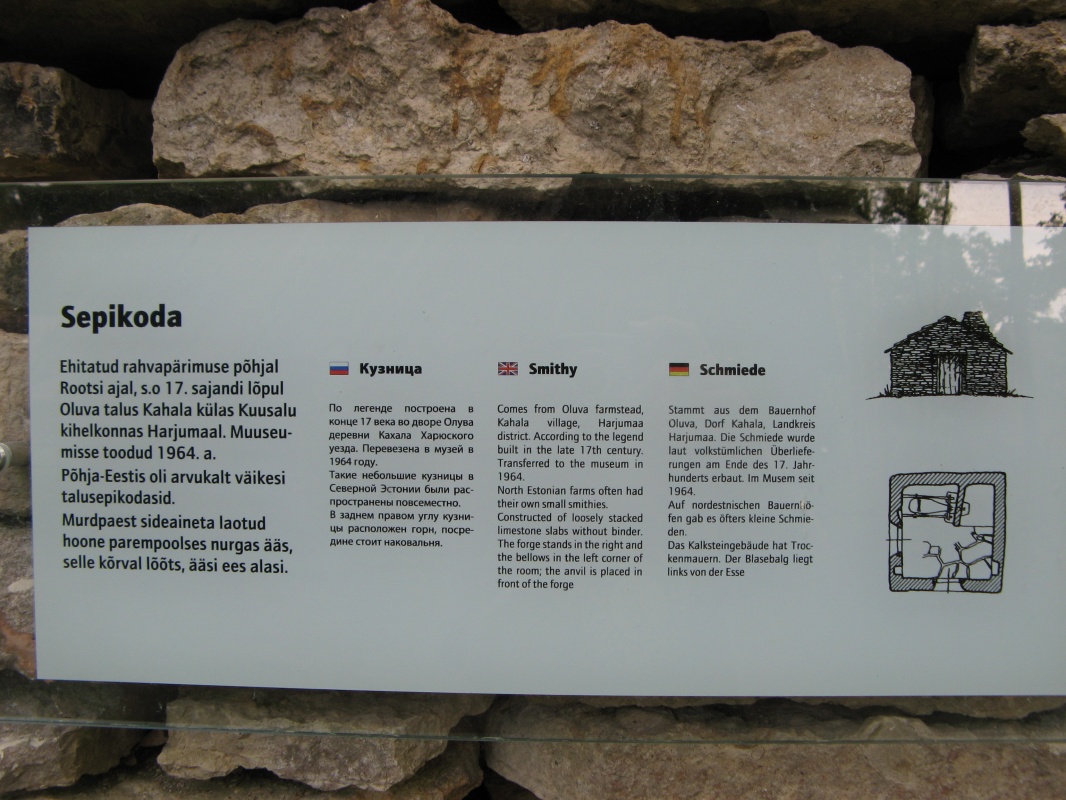 Sepikoda
Ehitatud rahvapärimuse põhjal
Rootsi ajal, s.o 17. sajandi lõpul
Oluva talus Kahala külas Kuusalu
kihelkonnas Harjumaal. Muuseu-
misse toodud 1964. a.
Põhja-Eestis oli arvukalt väikesi
talusepikodasid.
Murdpaest sideaineta laotud
hoone parempoolses nurgas ääs,
selle kõrval lõõts, ääsi ees alasi.
Кузница
По легенде построена в
конце 17 века во дворе Олува
деревни Кахала Харюского
уезда. Перевезена в музей в
1964 году.
Такие небольшие кузницы в
Северной Эстонии были рас-
пространены повсеместно.
В заднем правом углу кузни-
цы расположен горн, посре-
дине стоит наковальня.
Smithy
Comes from Oluva farmstead,
Kahala village, Harjumaa
district. According to the legend
built in the late 17th century.
Transferred to the museum in
1964.
North Estonian farms often had
their own small smithies.
Constructed of loosely stacked
limestone slabs without binder.
The forge stands in the right and
the bellows in the left corner of
the room; the anvil is placed in
front of the forge
Schmiede
Stammt aus dem Bauernhof
Oluva, Dorf Kahala, Landkreis
Harjumaa. Die Schmiede wurde
laut volkstümlichen Überliefe-
rungen am Ende des 17. Jahr-
hunderts erbaut. Im Musem seit
1964.
Auf nordestnischen Bauernhö-
fen gab es öfters kleine Schmie-
den.
Das Kalksteingebäude hat Troc-
kenmauern. Der Blasebalg liegt
links von der Esse